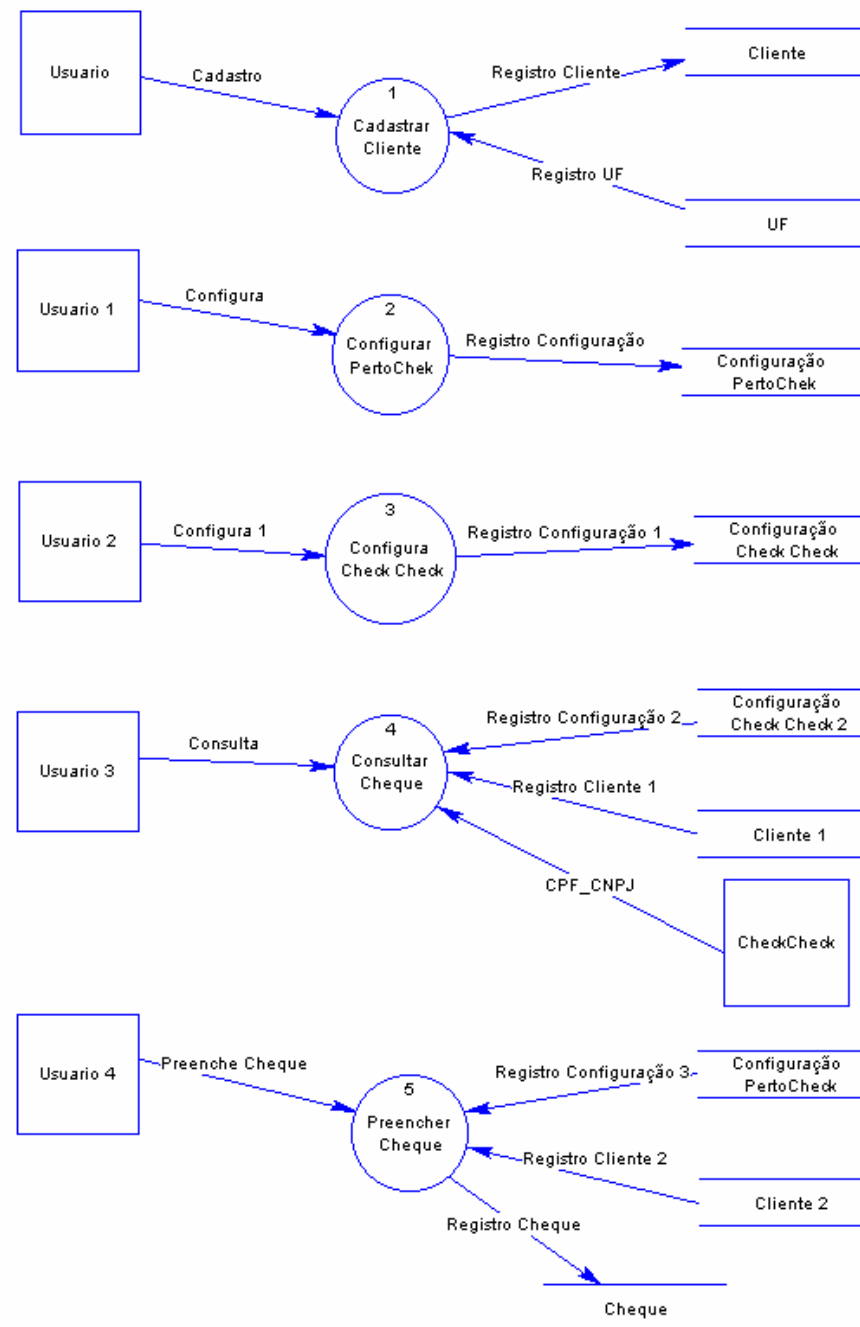 Usuario
Cadastro
1
Cadastrar
Cliente
Registro Cliente
Cliente
Registro UF
UF
Usuario 1
Configura
2
Configurar
PertoChek
Registro Configuração
Configuração
PertoChek
Usuario 2
Configura 1
3
Configura
Check Check
Registro Configuração 1
Configuração
Check Check
Usuario 3
Consulta
4
Consultar
Cheque
Registro Configuração 2
Configuração
Check Check 2
Registro Cliente 1
Cliente 1
CPF_CNPJ
CheckCheck
Usuario 4
Preenche Cheque
5
Preencher
Cheque
Registro Configuração 3
Configuração
PertoCheck
Registro Cliente 2
Cliente 2
Registro Cheque
Cheque